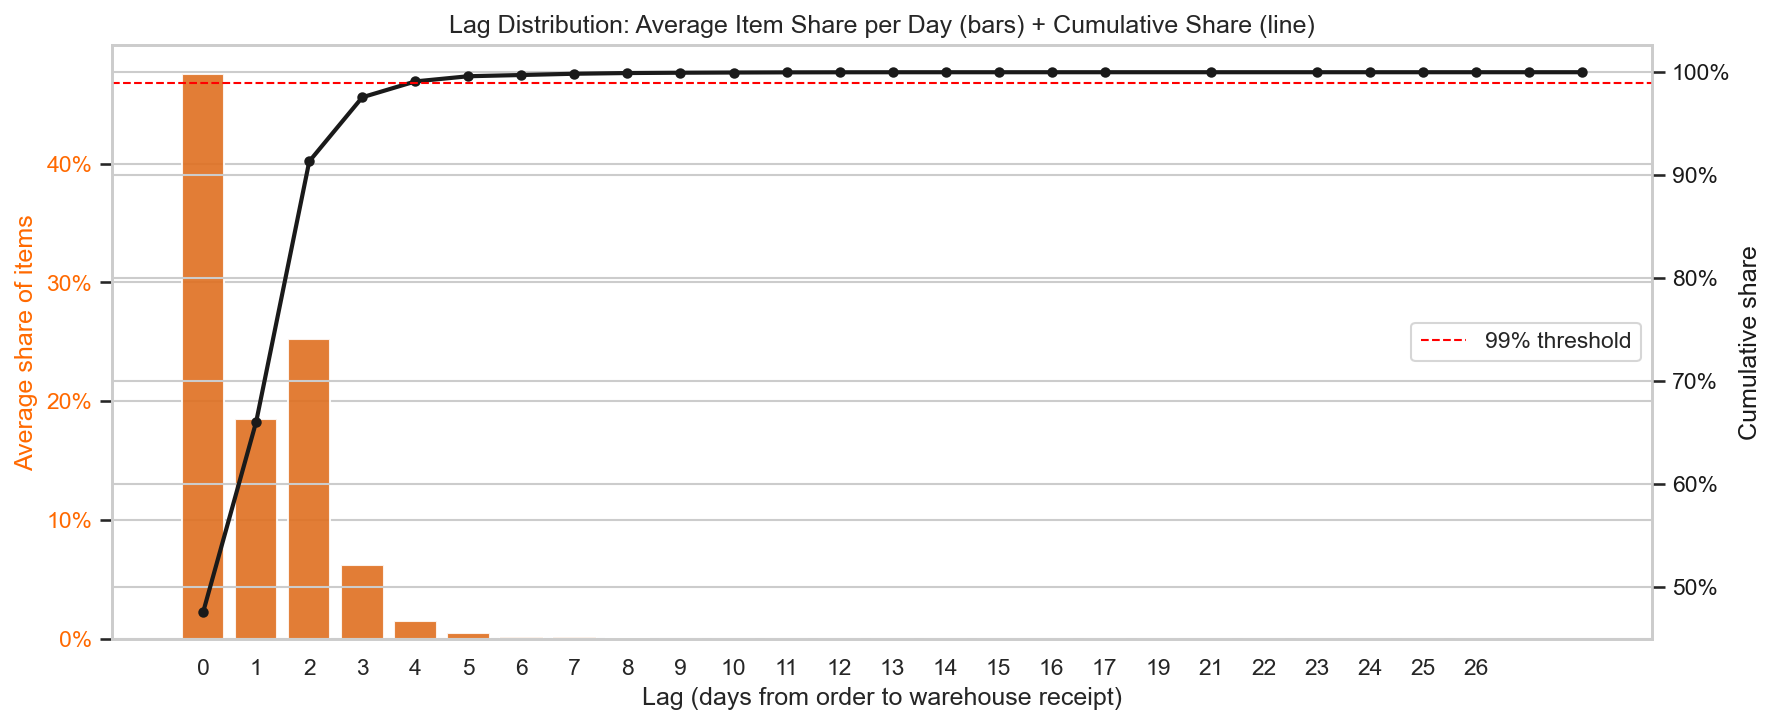 Lag Distribution: Average Item Share per Day (bars) + Cumulative Share (line)
Average share of items
40%
30%
20%
10%
0%
100%
90%
80%
70%
60%
50%
Cumulative share
99% threshold
0 1 2 3 4 5 6 7 8 9 10 11 12 13 14 15 16 17 19 21 22 23 24 25 26
Lag (days from order to warehouse receipt)